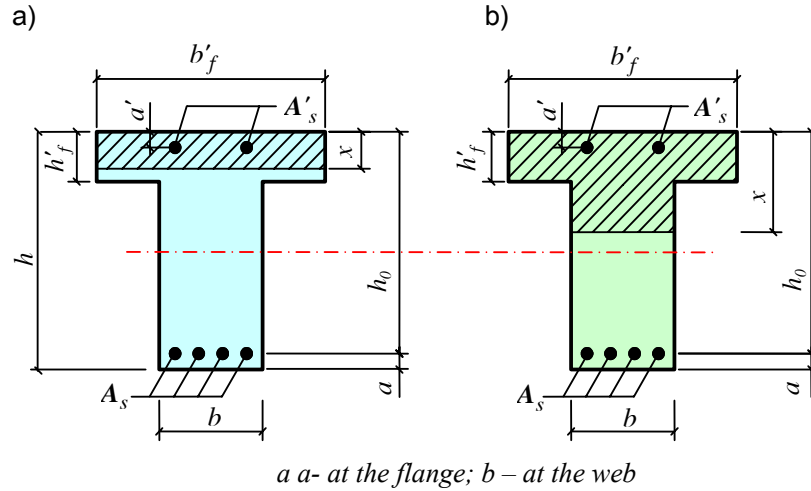 a) b)
b'f b'f
a' A's a' A's
h'f x h'f x
h h0 h0
As a As a
b b
a a- at the flange; b – at the web